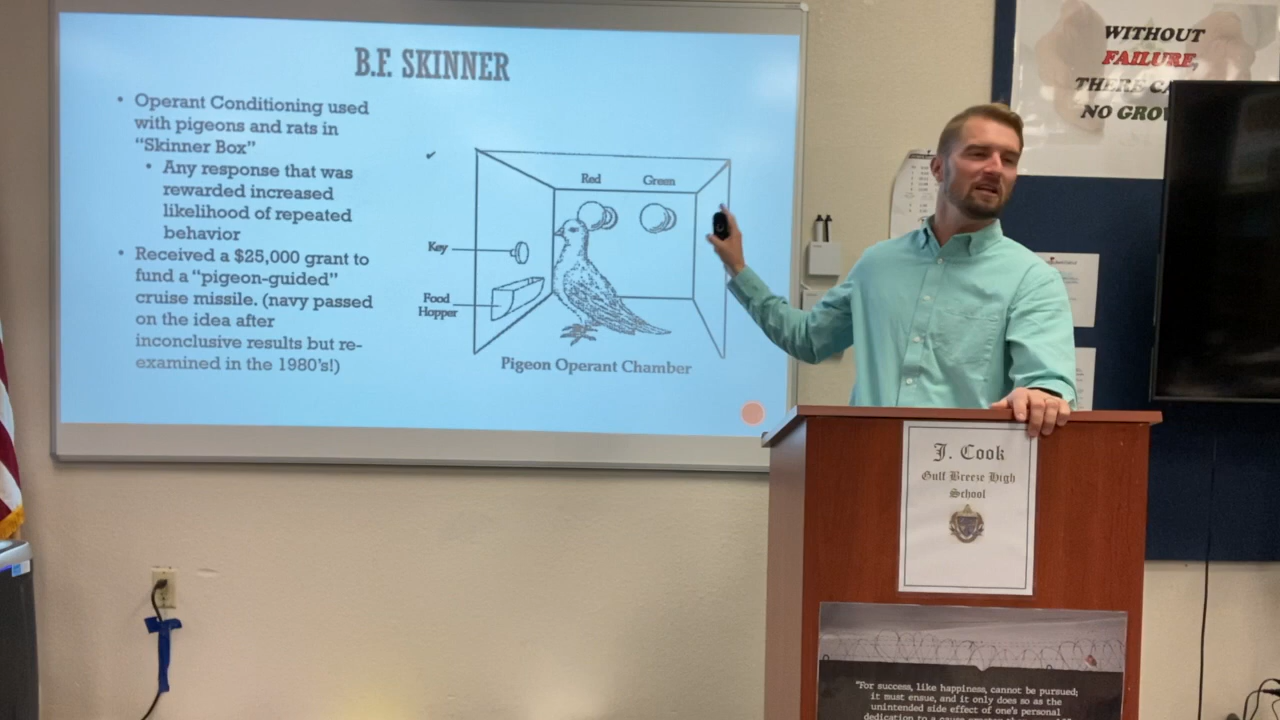 B.F. SKINNER
• Operant Conditioning used
with pigeons and rats in
“Skinner Box”
• Any response that was
rewarded increased
likelihood of repeated
behavior
• Received a $25,000 grant to
fund a “pigeon-guided”
cruise missile. (navy passed
on the idea after
inconclusive results but re-
examined in the 1980’s!)
Red Green
Key
Food
Hopper
Pigeon Operant Chamber
WITHOUT
FAILURE,
THERE
NO
J. Cook
Gulf Breeze High
School
"For success, like happiness, cannot be pursued;
it must ensue, and it only does so as the
unintended side effect of one's personal
dedication to a cause